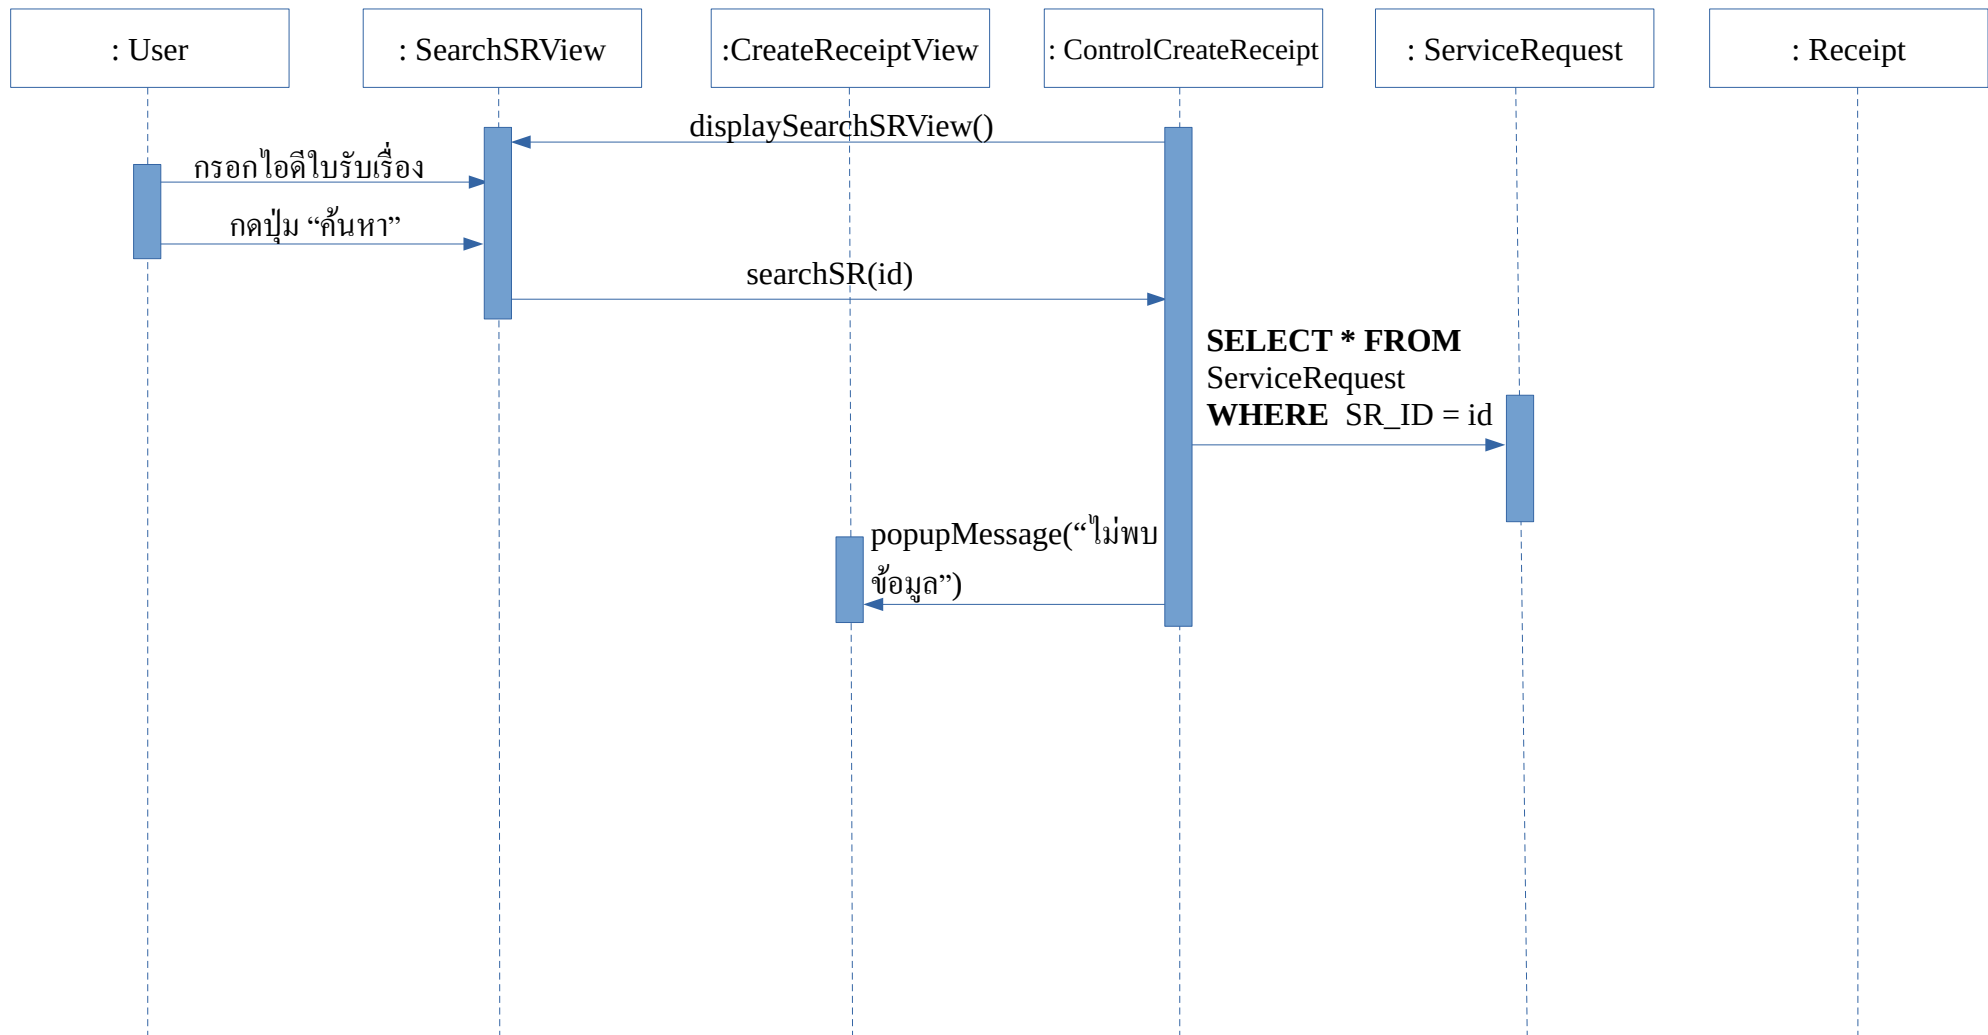 : User
: SearchSRView
:CreateReceiptView
: ControlCreateReceipt
: ServiceRequest
: Receipt
displaySearchSRView()
กรอกไอดีใบรับเรื่อง
กดปุ่ม “ค้นหา”
searchSR(id)
SELECT * FROM
ServiceRequest
WHERE SR_ID = id
popupMessage(“ไม่พบ
ข้อมูล”)